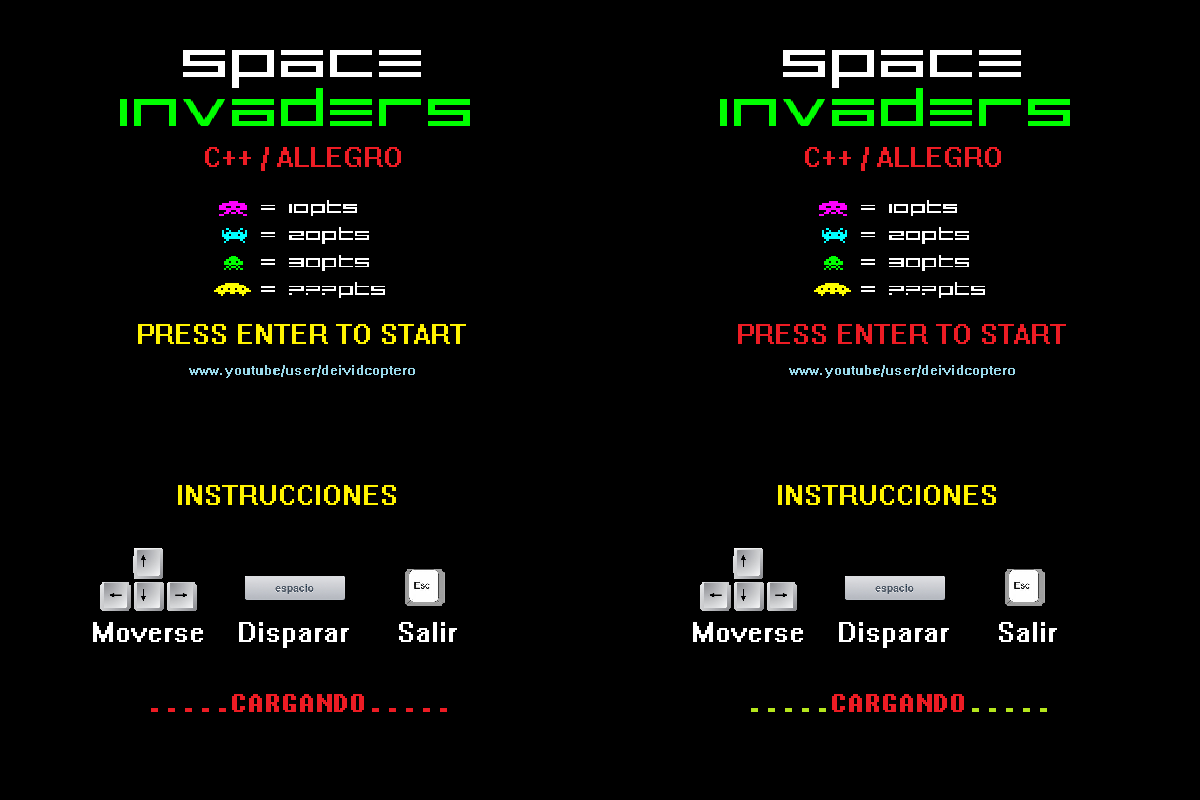 space
invaders
C++ / ALLEGRO
= 10pts
= 20pts
= 30pts
= ???pts
PRESS ENTER TO START
www.youtube/user/deividcoptero
space
invaders
C++ / ALLEGRO
= 10pts
= 20pts
= 30pts
= ???pts
PRESS ENTER TO START
www.youtube/user/deividcoptero
INSTRUCCIONES
↑
← ↓ → espacio Esc
Moverse Disparar Salir
.....CARGANDO.....
INSTRUCCIONES
↑
← ↓ → espacio Esc
Moverse Disparar Salir
.....CARGANDO.....